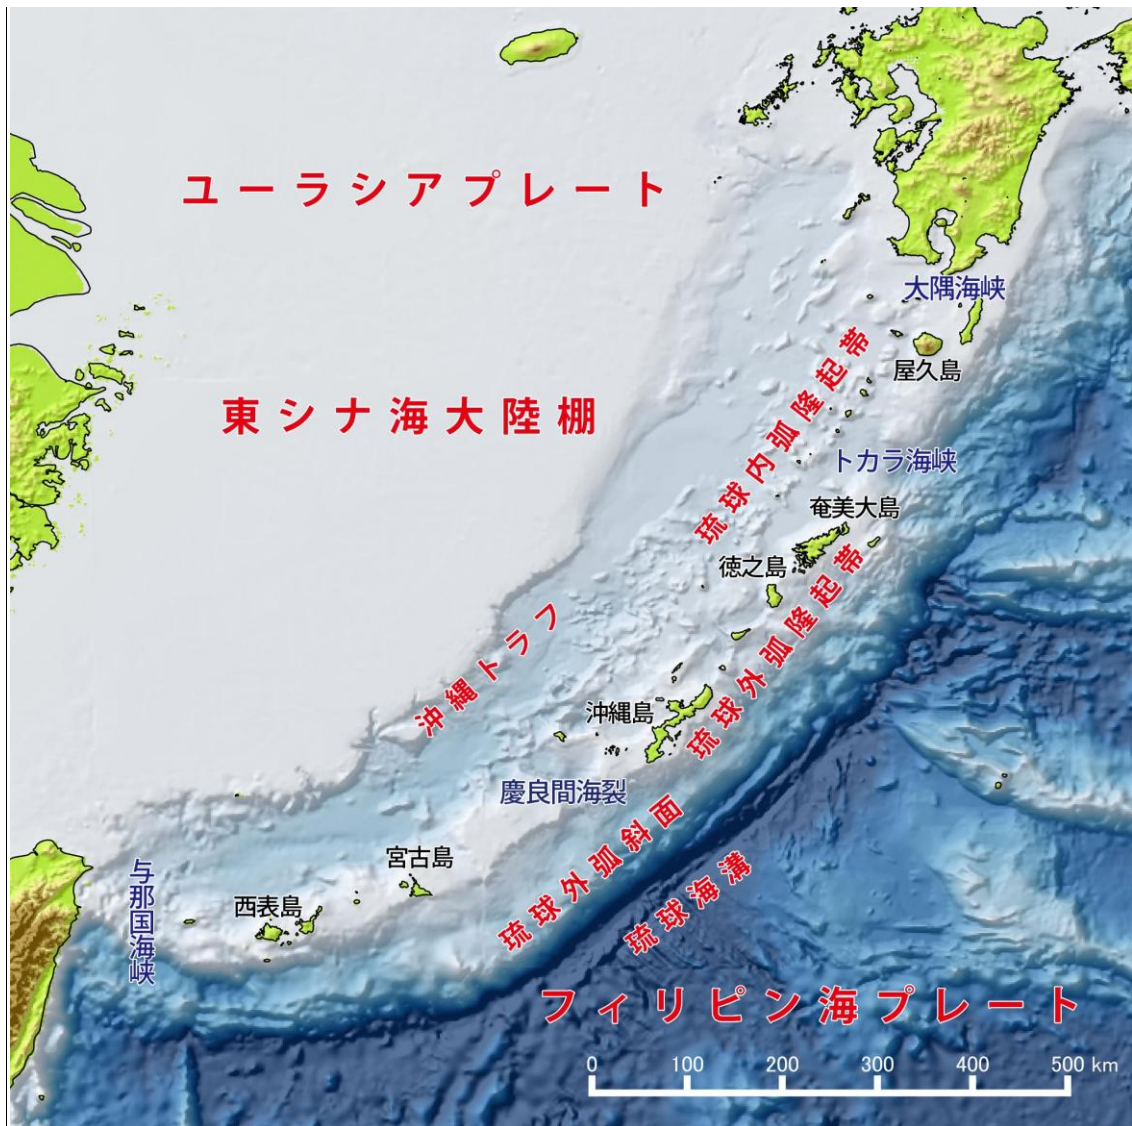 ユーラシアプレート
大隅海峡
屋久島
東シナ海大陸棚
琉球内弧隆起帯
トカラ海峡
奄美大島
徳之島
琉球外弧隆起帯
沖縄トラフ
沖縄島
慶良間海裂
琉球外弧斜面
宮古島
与那国海峡
西表島
琉球海溝
フィリピン海プレート
0 100 200 300 400 500 km